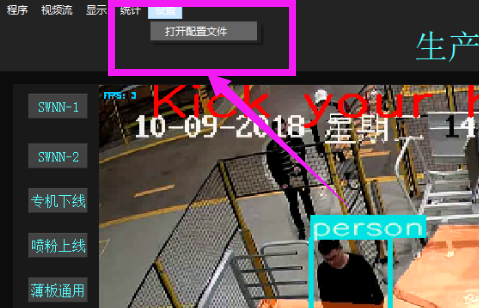 程序 视频流 显示 统计 设置
打开配置文件
生产
FPS: 3
Kick your h
10-09-2018 星期二 14
SWNN-1
SWNN-2
专机下线
person
喷粉上线
薄板通用